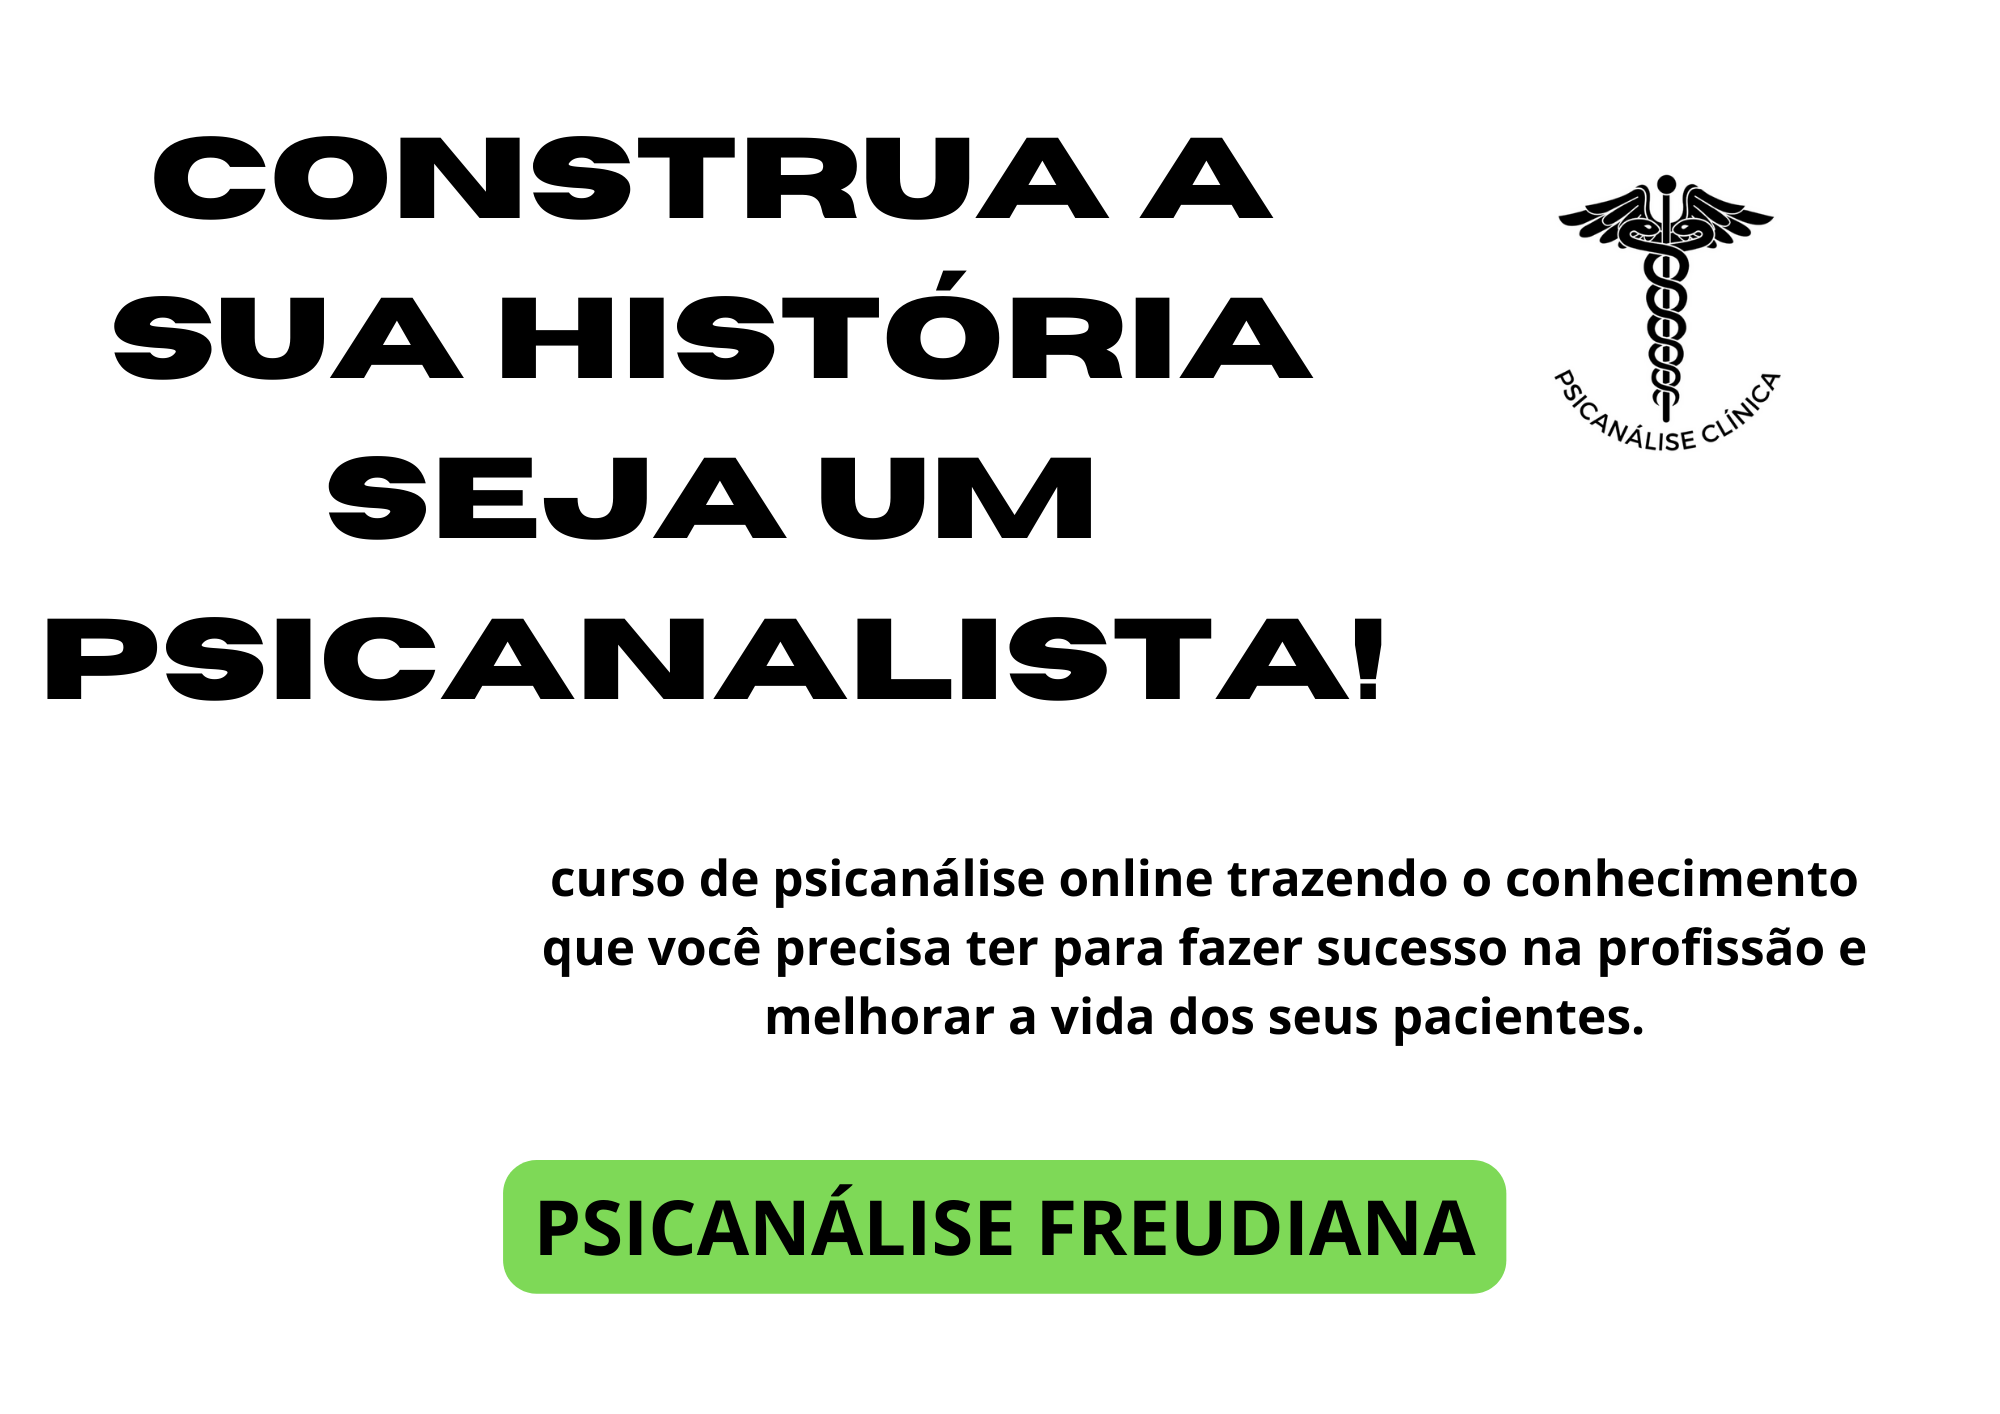 CONSTRUA A
SUA HISTÓRIA
SEJA UM
PSICANALISTA!
PSICANÁLISE CLÍNICA
curso de psicanálise online trazendo o conhecimento
que você precisa ter para fazer sucesso na profissão e
melhorar a vida dos seus pacientes.
PSICANÁLISE FREUDIANA